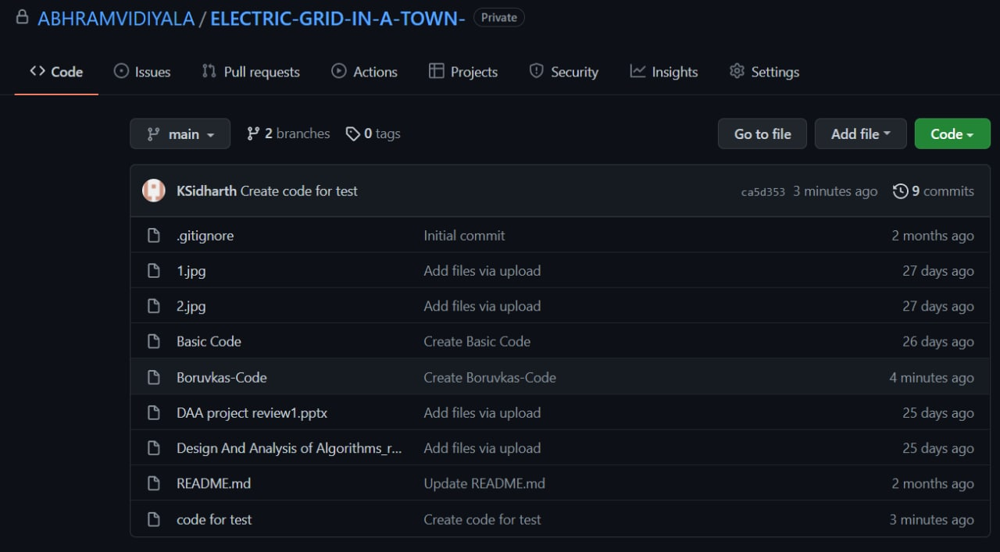 ABHRAMVIDIYALA / ELECTRIC-GRID-IN-A-TOWN- Private
<> Code Issues Pull requests Actions Projects Security Insights Settings
main 2 branches 0 tags Go to file Add file Code
KSidharth Create code for test ca5d353 3 minutes ago 9 commits
.gitignore Initial commit 2 months ago
1.jpg Add files via upload 27 days ago
2.jpg Add files via upload 27 days ago
Basic Code Create Basic Code 26 days ago
Boruvkas-Code Create Boruvkas-Code 4 minutes ago
DAA project review1.pptx Add files via upload 25 days ago
Design And Analysis of Algorithms_r... Add files via upload 25 days ago
README.md Update README.md 2 months ago
code for test Create code for test 3 minutes ago